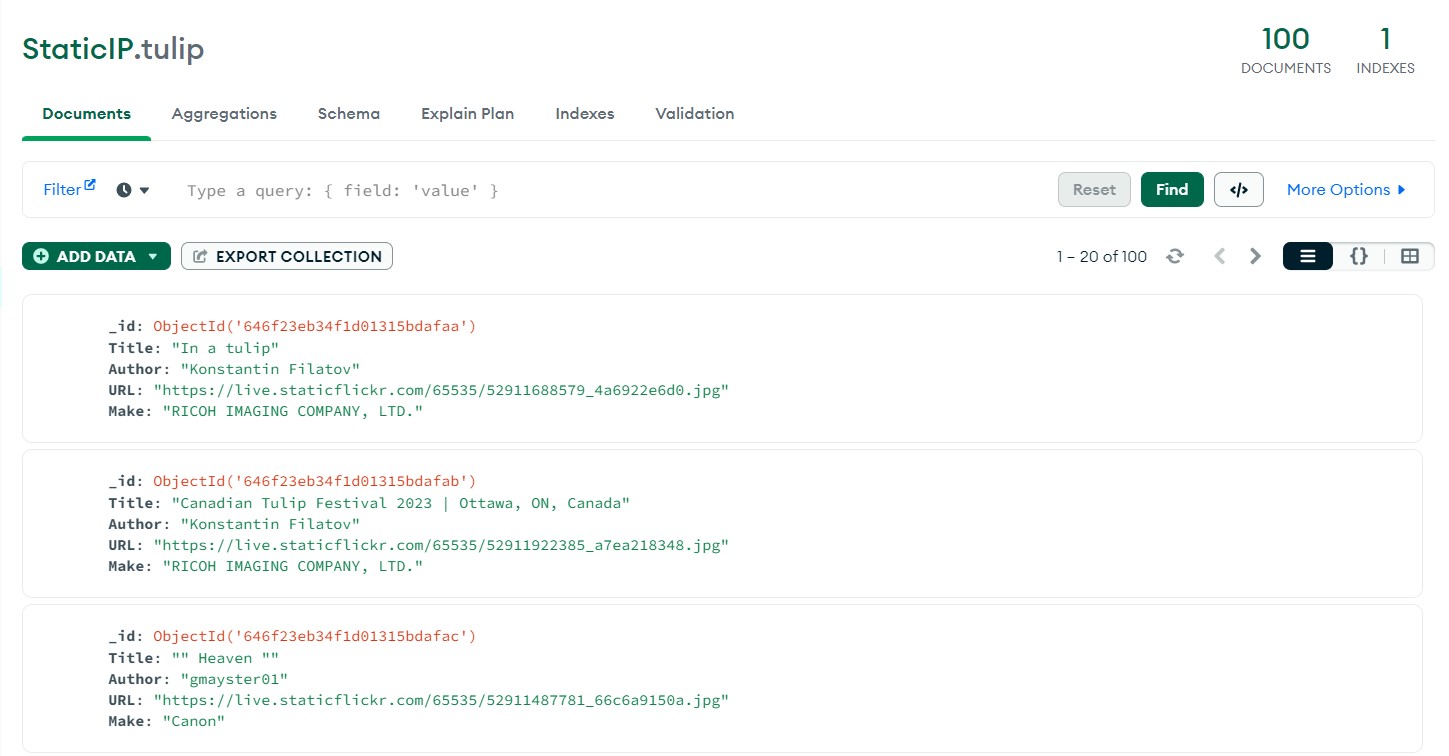 StaticIP.tulip
100 1
DOCUMENTS INDEXES
Documents Aggregations Schema Explain Plan Indexes Validation
Filter Type a query: { field: 'value' } Reset Find </> More Options
ADD DATA EXPORT COLLECTION 1 – 20 of 100 {}
_id: ObjectId('646f23eb34f1d01315bdafaa')
Title: "In a tulip"
Author: "Konstantin Filatov"
URL: "https://live.staticflickr.com/65535/52911688579_4a6922e6d0.jpg"
Make: "RICOH IMAGING COMPANY, LTD."
_id: ObjectId('646f23eb34f1d01315bdafab')
Title: "Canadian Tulip Festival 2023 | Ottawa, ON, Canada"
Author: "Konstantin Filatov"
URL: "https://live.staticflickr.com/65535/52911922385_a7ea218348.jpg"
Make: "RICOH IMAGING COMPANY, LTD."
_id: ObjectId('646f23eb34f1d01315bdafac')
Title: "" Heaven ""
Author: "gmayster01"
URL: "https://live.staticflickr.com/65535/52911487781_66c6a9150a.jpg"
Make: "Canon"